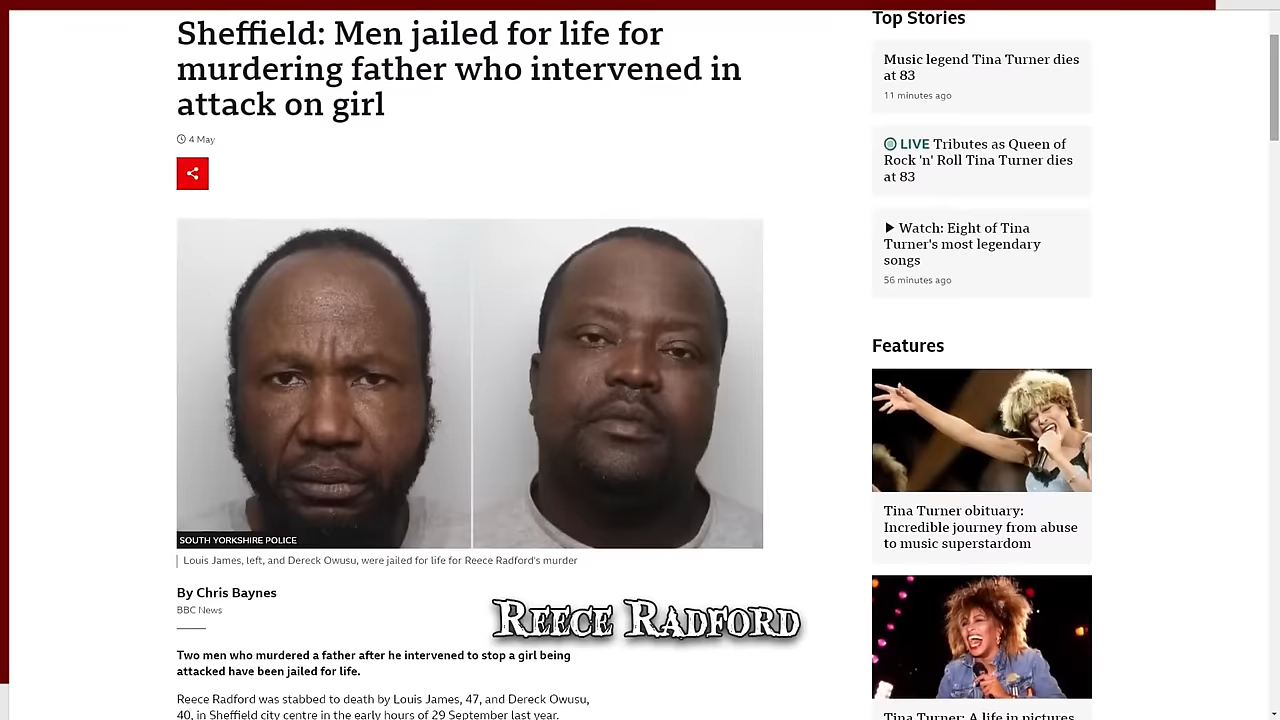 Sheffield: Men jailed for life for
murdering father who intervened in
attack on girl
4 May
SOUTH YORKSHIRE POLICE
Louis James, left, and Dereck Owusu, were jailed for life for Reece Radford's murder
By Chris Baynes
BBC News
REECE RADFORD
Two men who murdered a father after he intervened to stop a girl being
attacked have been jailed for life.
Reece Radford was stabbed to death by Louis James, 47, and Dereck Owusu,
40, in Sheffield city centre in the early hours of 29 September last year.
Top Stories
Music legend Tina Turner dies
at 83
11 minutes ago
LIVE Tributes as Queen of
Rock 'n' Roll Tina Turner dies
at 83
Watch: Eight of Tina
Turner's most legendary
songs
56 minutes ago
Features
Tina Turner obituary:
Incredible journey from abuse
to music superstardom
Tina Turner: A life in pictures